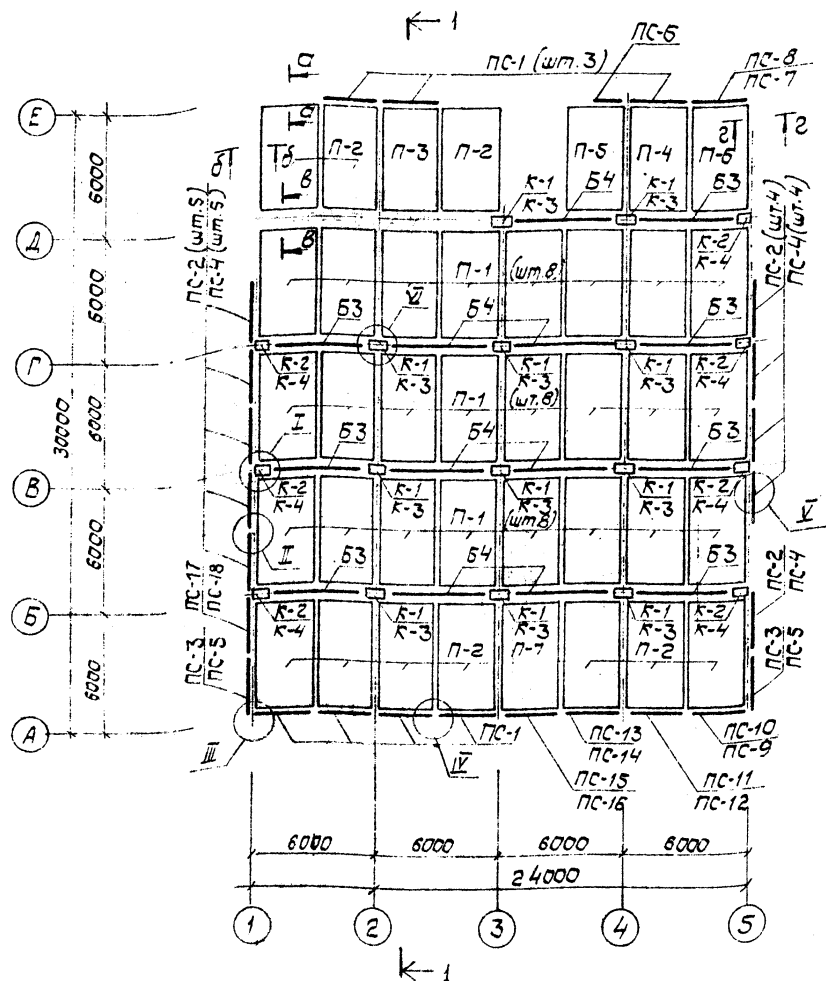 1
ПС-6
ПС-1 (шт.3)
ПС-8
ПС-7
а
а
Е
П-2
П-3
П-2
П-5
П-4
П-6
г
г
б
б
в
К-1
К-3
Б4
Б3
6000
Д
в
ПС-2 (шт.5)
ПС-4 (шт.5)
К-2
К-4
ПС-2 (шт.4)
ПС-4 (шт.4)
П-1 (шт.8)
6000
Б3
VI
Б4
Б3
Г
К-2
К-4
К-1
К-3
К-1
К-3
К-1
К-3
К-2
К-4
30000
6000
П-1 (шт.8)
I
Б3
Б4
Б3
В
К-2
К-4
К-1
К-3
К-1
К-3
К-1
К-3
К-2
К-4
V
6000
П-1 (шт.8)
II
Б3
Б4
Б3
ПС-17
ПС-18
ПС-2
ПС-4
Б
К-2
К-4
К-1
К-3
К-1
К-3
К-1
К-3
К-2
К-4
6000
ПС-3
ПС-5
П-2
П-7
П-2
ПС-3
ПС-5
А
III
IV
ПС-1
ПС-13
ПС-14
ПС-10
ПС-9
ПС-15
ПС-16
ПС-11
ПС-12
6000
6000
6000
6000
24000
1
2
3
4
5
1